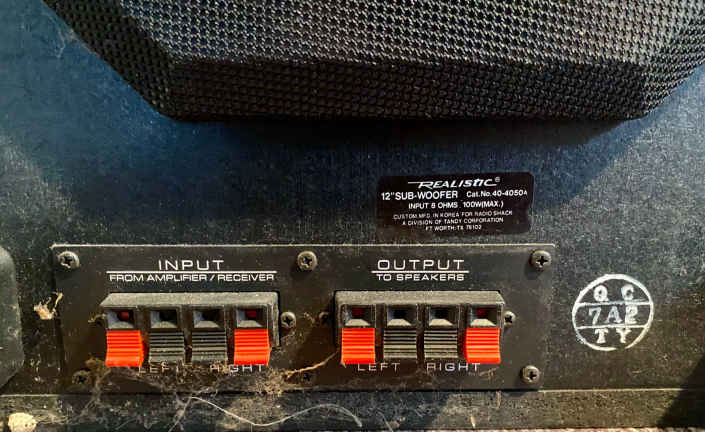 REALISTIC®
12" SUB-WOOFER Cat.No.40-4050A
INPUT 8 OHMS 100W(MAX.)
CUSTOM MFD. IN KOREA FOR RADIO SHACK
A DIVISION OF TANDY CORPORATION
FT WORTH.TX 76102
INPUT
FROM AMPLIFIER/RECEIVER
LEFT RIGHT
OUTPUT
TO SPEAKERS
LEFT RIGHT
QC
7A2
TY